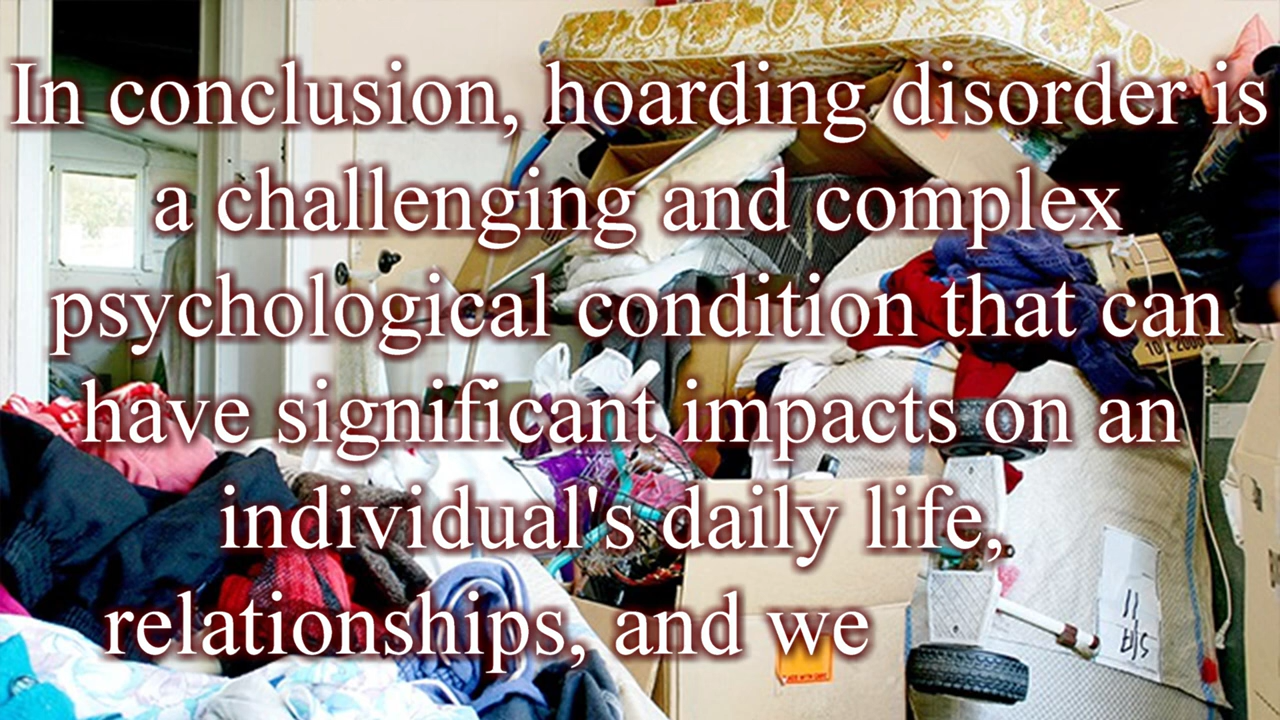 In conclusion, hoarding disorder is
a challenging and complex
psychological condition that can
have significant impacts on an
individual's daily life,
relationships, and we